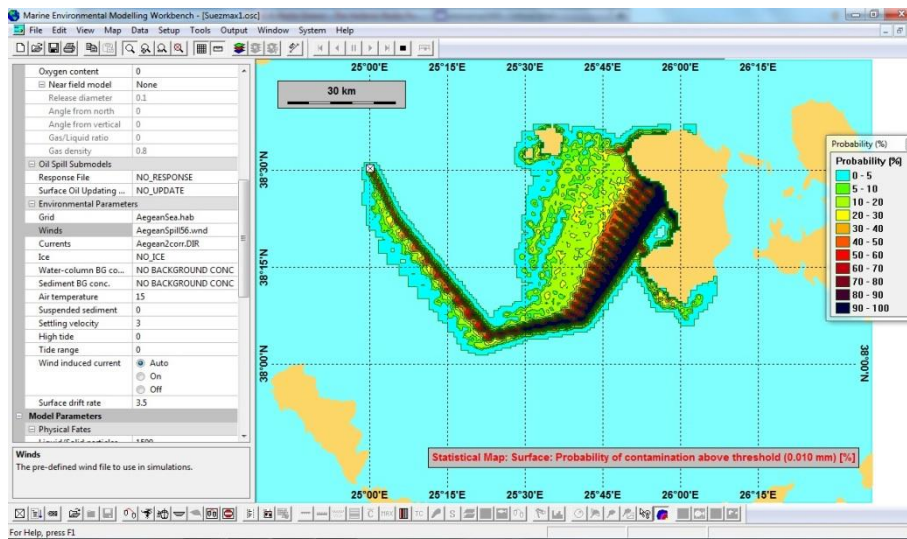 Marine Environmental Modelling Workbench - [Suezmax1.osc]
File Edit View Map Data Setup Tools Output Window System Help
Oxygen content 0
Near field model None
Release diameter 0.1
Angle from north 0
Angle from vertical 0
Gas/Liquid ratio 0
Gas density 0.8
Oil Spill Submodels
Response File NO_RESPONSE
Surface Oil Updating ... NO_UPDATE
Environmental Parameters
Grid AegeanSea.hab
Winds AegeanSpill56.wnd
Currents Aegean2corr.DIR
Ice NO_ICE
Water-column BG co... NO BACKGROUND CONC
Sediment BG conc. NO BACKGROUND CONC
Air temperature 15
Suspended sediment 0
Settling velocity 3
High tide 0
Tide range 0
Wind induced current Auto
On
Off
Surface drift rate 3.5
Model Parameters
Physical Fates
Winds
The pre-defined wind file to use in simulations.
25°00'E 25°15'E 25°30'E 25°45'E 26°00'E 26°15'E
30 km
38°30'N
38°15'N
38°00'N
38°00'N
Probability (%)
Probability (%)
0 - 5
5 - 10
10 - 20
20 - 30
30 - 40
40 - 50
50 - 60
60 - 70
70 - 80
80 - 90
90 - 100
Statistical Map: Surface: Probability of contamination above threshold (0.010 mm) [%]
25°00'E 25°15'E 25°30'E 25°45'E 26°00'E 26°15'E
For Help, press F1